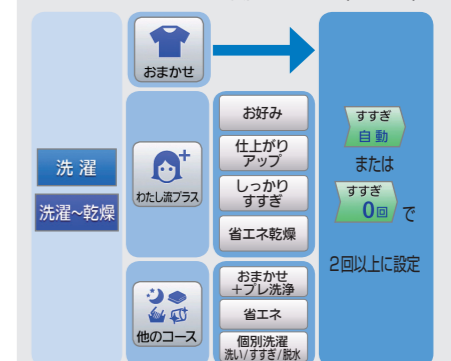 洗濯
洗濯~乾燥
おまかせ
わたし流プラス
お好み
仕上がり
アップ
しっかり
すすぎ
省エネ乾燥
他のコース
おまかせ
+プレ洗浄
省エネ
個別洗濯
洗い/すすぎ/脱水
すすぎ
自動
または
すすぎ
0回 で
2回以上に設定